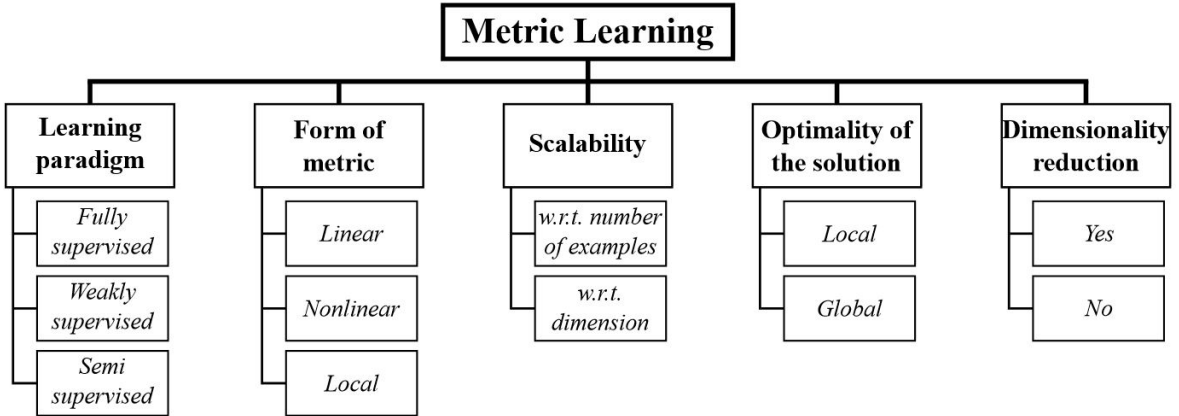 Metric Learning
Learning
paradigm
Fully
supervised
Weakly
supervised
Semi
supervised
Form of
metric
Linear
Nonlinear
Local
Scalability
w.r.t. number
of examples
w.r.t.
dimension
Optimality of
the solution
Local
Global
Dimensionality
reduction
Yes
No